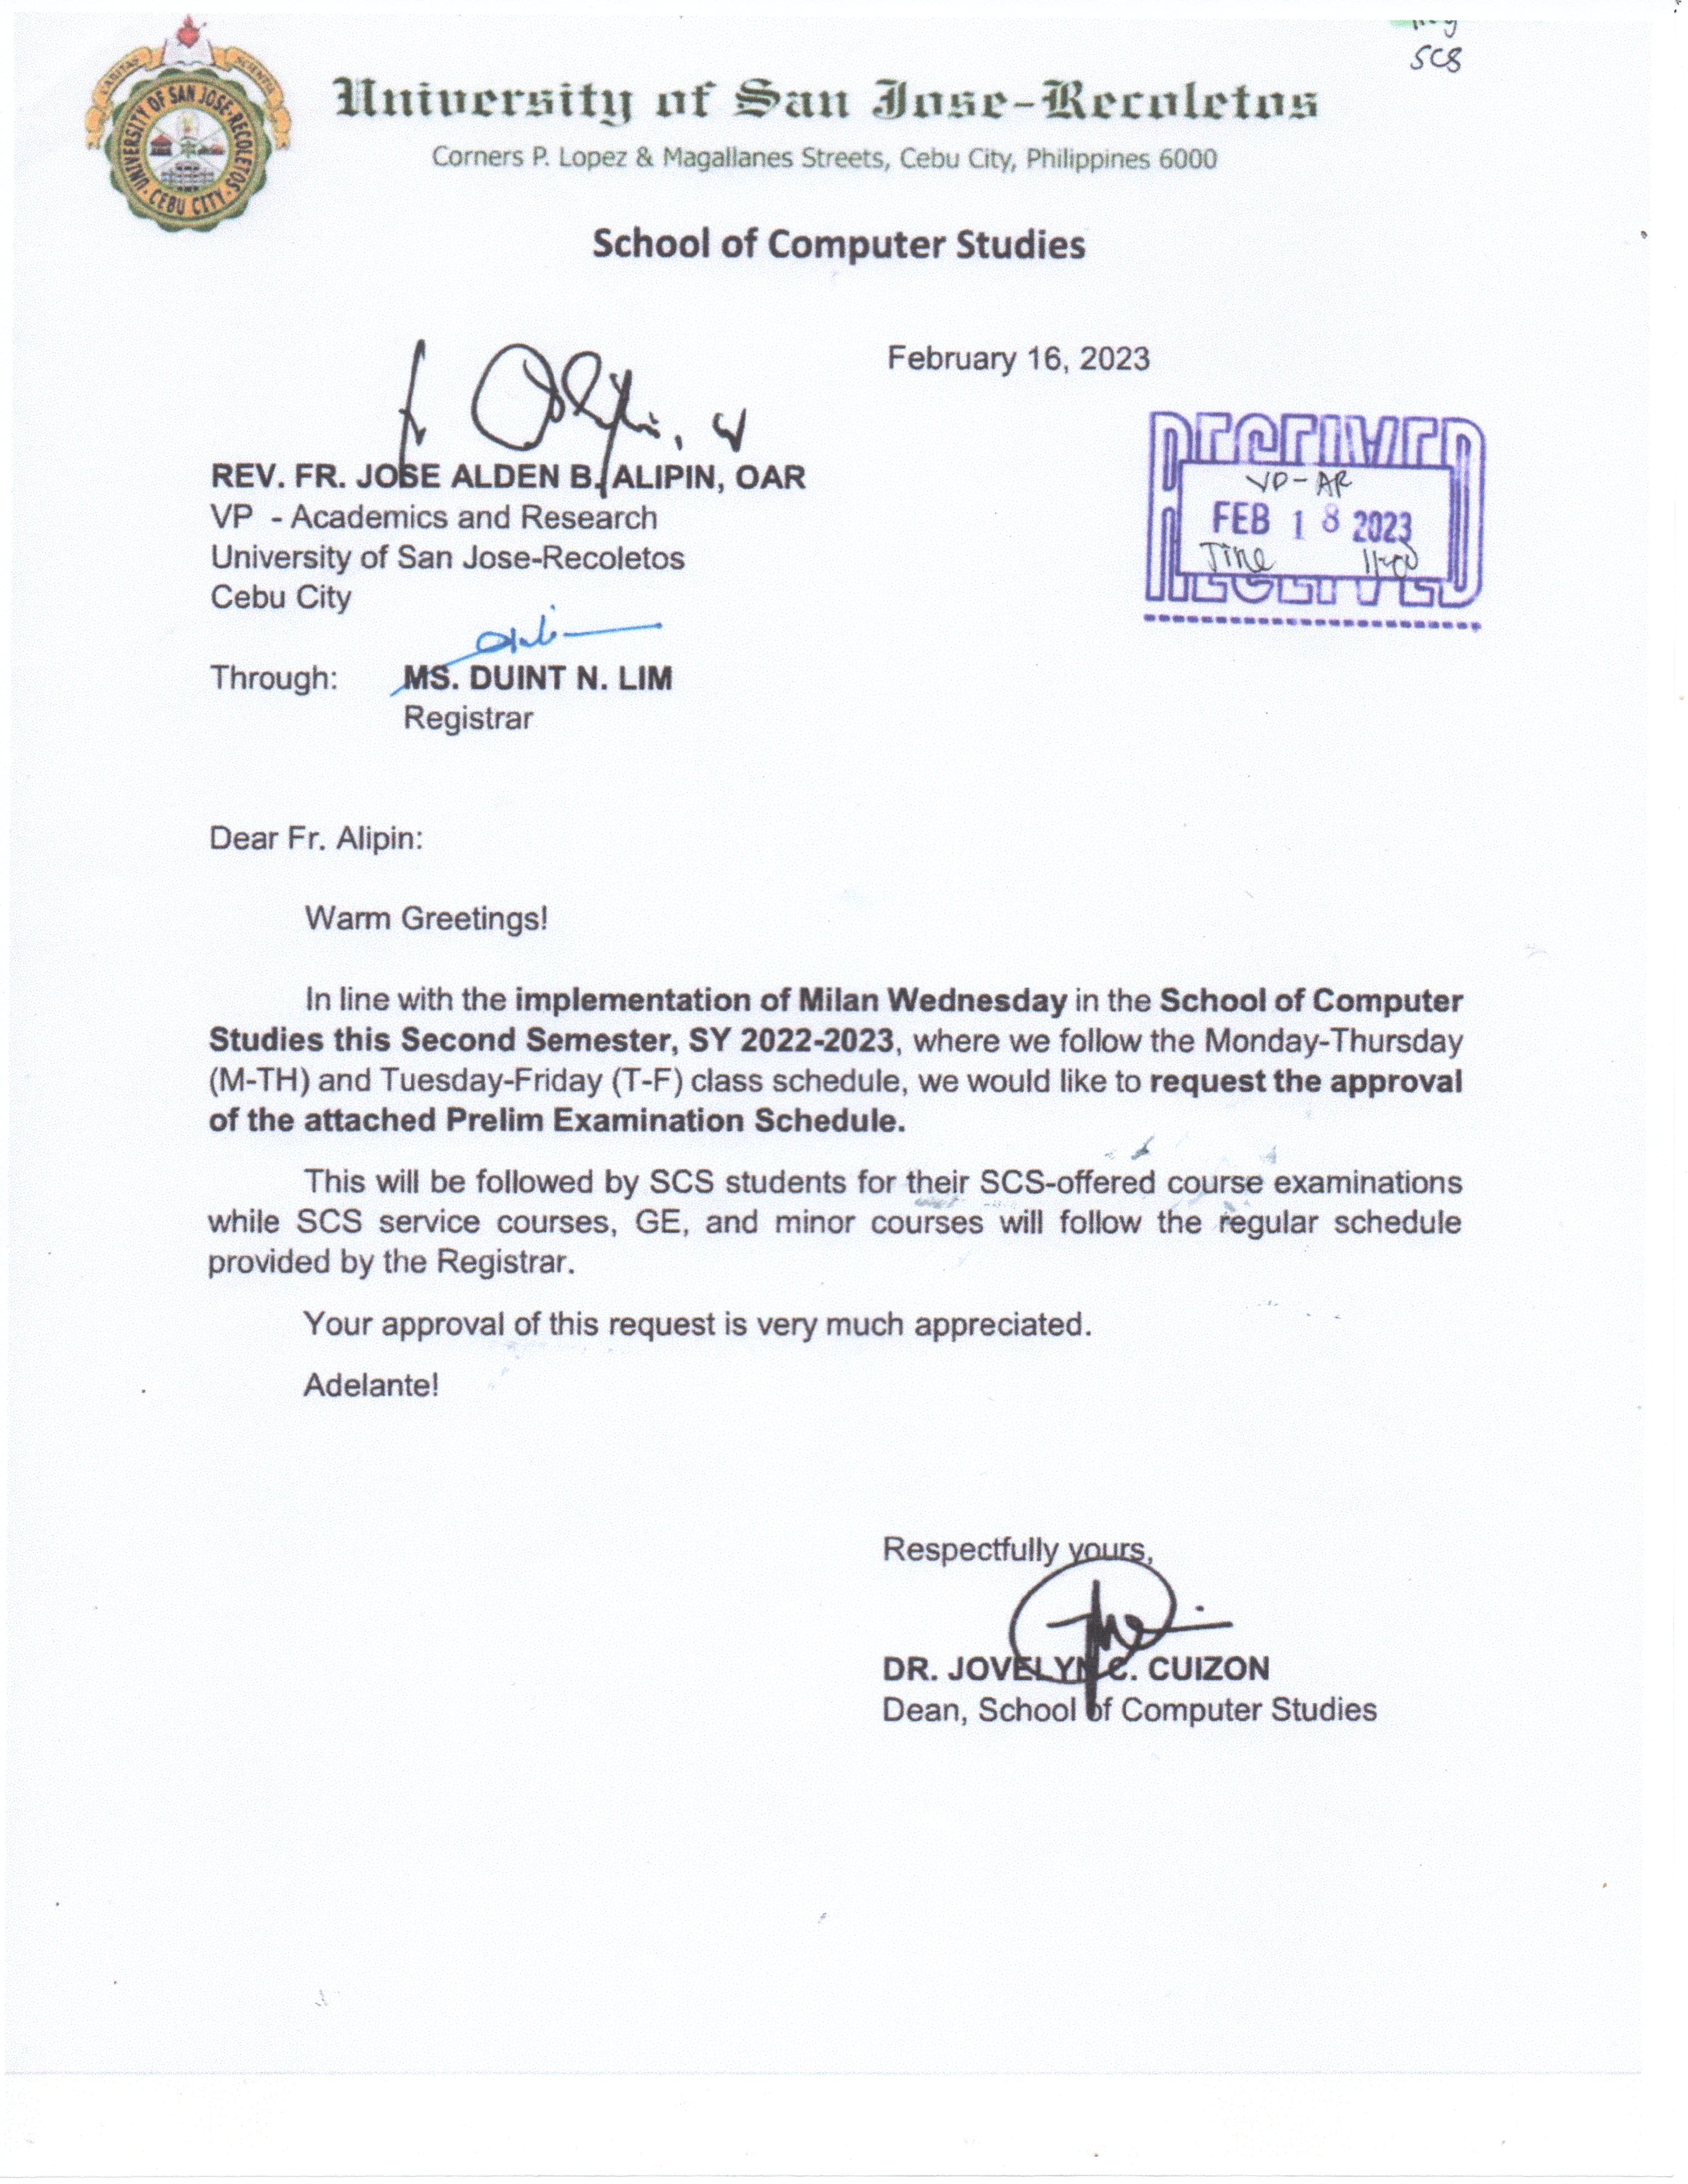 SCS
CARITAS SCIENTIA
UNIVERSITY OF SAN JOSE-RECOLETOS
CEBU CITY
University of San Jose-Recoletos
Corners P. Lopez & Magallanes Streets, Cebu City, Philippines 6000
School of Computer Studies
February 16, 2023
RECEIVED
VP-AR
FEB 18 2023
RECEIVED
REV. FR. JOSE ALDEN B. ALIPIN, OAR
VP - Academics and Research
University of San Jose-Recoletos
Cebu City
Through: MS. DUINT N. LIM
Registrar
Dear Fr. Alipin:
Warm Greetings!
In line with the implementation of Milan Wednesday in the School of Computer
Studies this Second Semester, SY 2022-2023, where we follow the Monday-Thursday
(M-TH) and Tuesday-Friday (T-F) class schedule, we would like to request the approval
of the attached Prelim Examination Schedule.
This will be followed by SCS students for their SCS-offered course examinations
while SCS service courses, GE, and minor courses will follow the regular schedule
provided by the Registrar.
Your approval of this request is very much appreciated.
Adelante!
Respectfully yours,
DR. JOVELYN C. CUIZON
Dean, School of Computer Studies